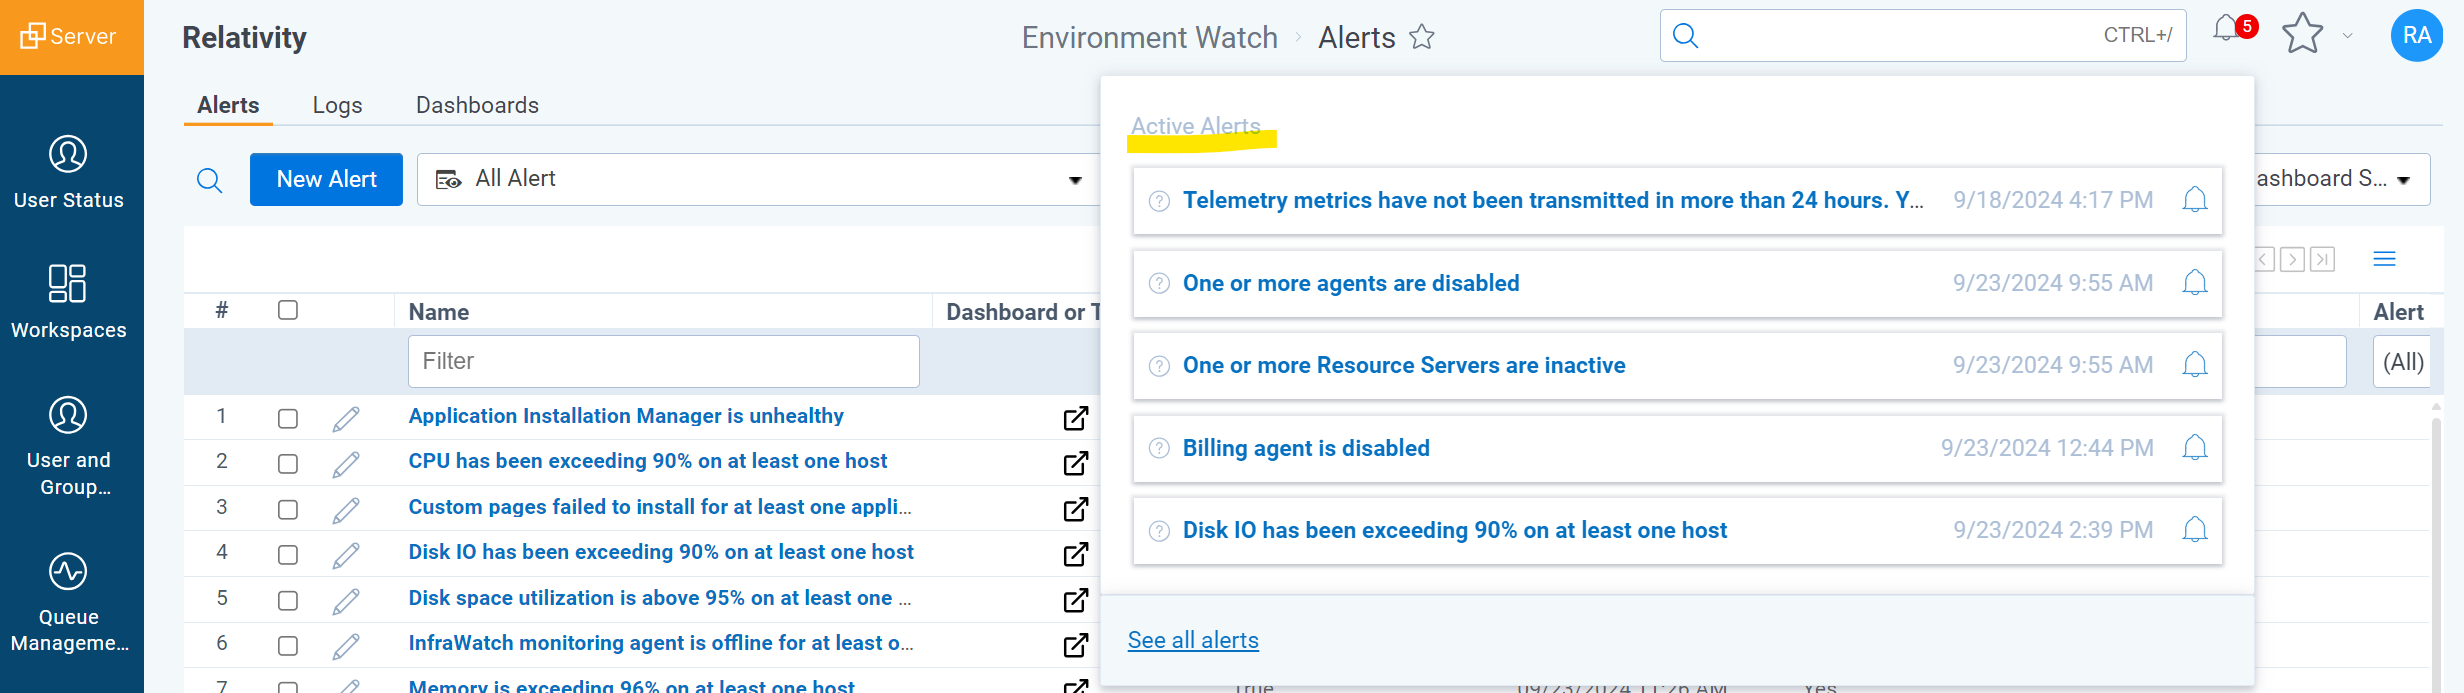 Server
Relativity
Environment Watch
Alerts
CTRL+/
5
RA
Alerts
Logs
Dashboards
New Alert
All Alert
ashboard S...
User Status
Workspaces
User and
Group...
Queue
Manageme...
#
Name
Dashboard or T
Alert
Filter
(All)
1 Application Installation Manager is unhealthy
2 CPU has been exceeding 90% on at least one host
3 Custom pages failed to install for at least one appli...
4 Disk IO has been exceeding 90% on at least one host
5 Disk space utilization is above 95% on at least one ...
6 InfraWatch monitoring agent is offline for at least o...
7 Memory is exceeding 96% on at least one host
True 09/23/2024 11:26 AM Yes
Active Alerts
Telemetry metrics have not been transmitted in more than 24 hours. Y... 9/18/2024 4:17 PM
One or more agents are disabled 9/23/2024 9:55 AM
One or more Resource Servers are inactive 9/23/2024 9:55 AM
Billing agent is disabled 9/23/2024 12:44 PM
Disk IO has been exceeding 90% on at least one host 9/23/2024 2:39 PM
See all alerts